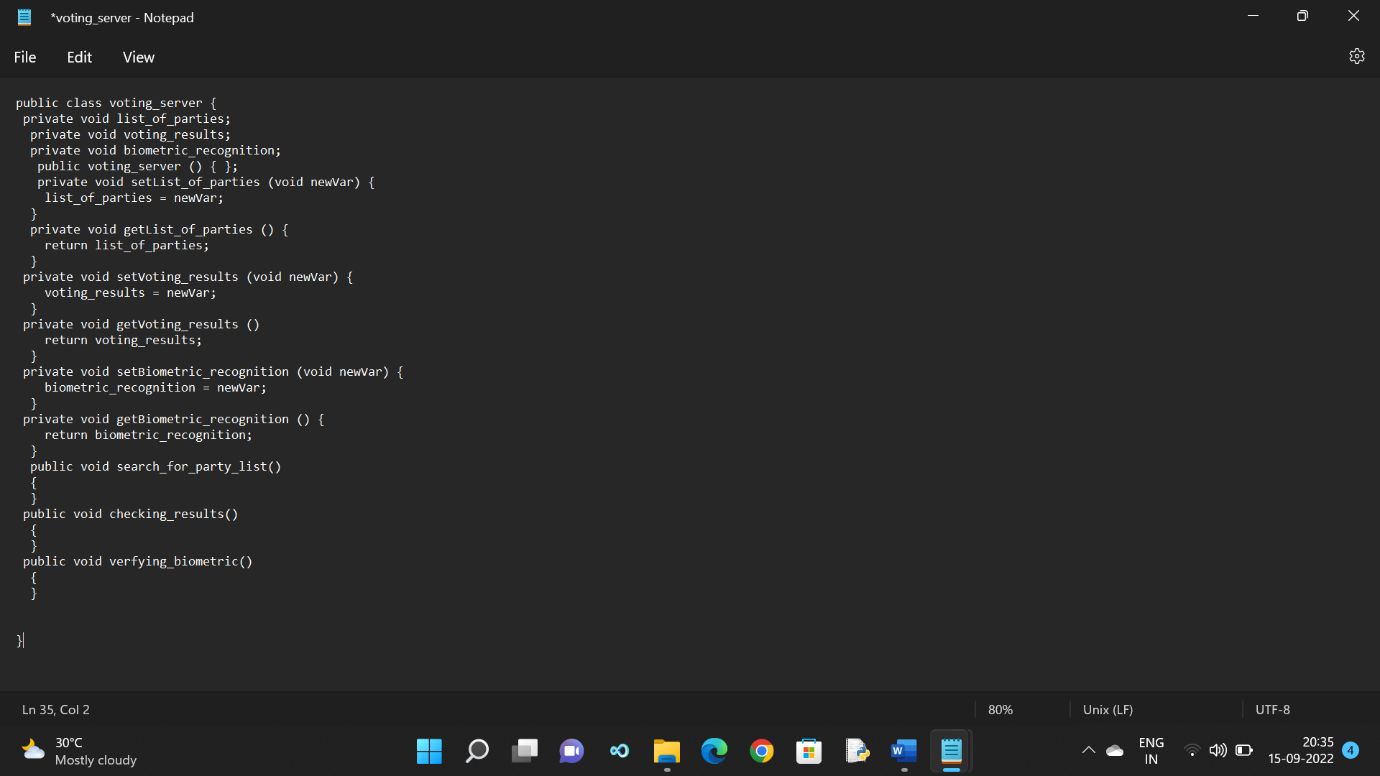 *voting_server - Notepad
File Edit View
public class voting_server {
private void list_of_parties;
private void voting_results;
private void biometric_recognition;
public voting_server () { };
private void setList_of_parties (void newVar) {
list_of_parties = newVar;
}
private void getList_of_parties () {
return list_of_parties;
}
private void setVoting_results (void newVar) {
voting_results = newVar;
}
private void getVoting_results ()
return voting_results;
}
private void setBiometric_recognition (void newVar) {
biometric_recognition = newVar;
}
private void getBiometric_recognition () {
return biometric_recognition;
}
public void search_for_party_list()
{
}
public void checking_results()
{
}
public void verfying_biometric()
{
}
}
Ln 35, Col 2 80% Unix (LF) UTF-8
30°C
Mostly cloudy
W
ENG
IN
20:35
15-09-2022
4